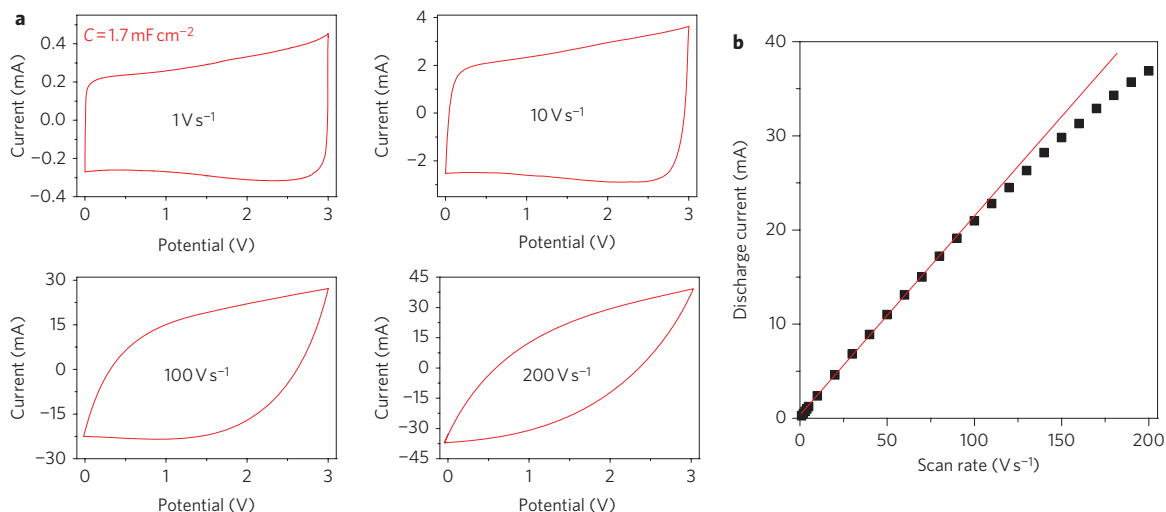 a
C = 1.7 mF cm−2
Current (mA)
0.4
0.2
0.0
−0.2
−0.4
1 V s−1
0 1 2 3
Potential (V)
Current (mA)
4
2
0
−2
10 V s−1
0 1 2 3
Potential (V)
Current (mA)
30
15
0
−15
−30
100 V s−1
0 1 2 3
Potential (V)
Current (mA)
45
30
15
0
−15
−30
−45
200 V s−1
0 1 2 3
Potential (V)
b
Discharge current (mA)
40
30
20
10
0
0 50 100 150 200
Scan rate (V s−1)